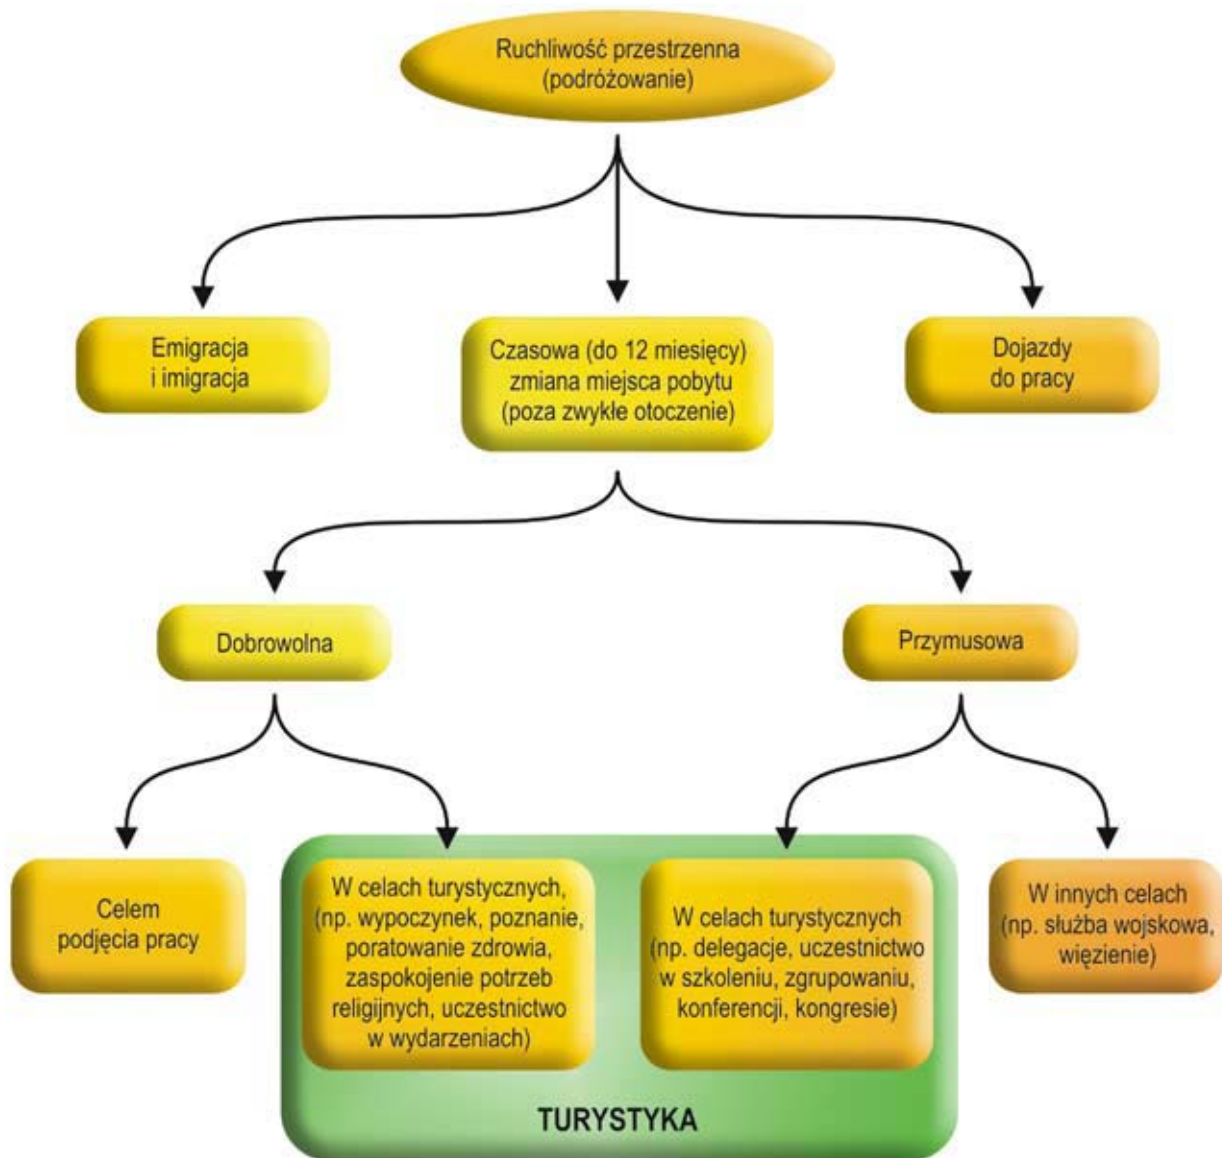 Ruchliwość przestrzenna
(podróżowanie)
Emigracja
i imigracja
Czasowa (do 12 miesięcy)
zmiana miejsca pobytu
(poza zwykłe otoczenie)
Dojazdy
do pracy
Dobrowolna
Przymusowa
Celem
podjęcia pracy
W celach turystycznych,
(np. wypoczynek, poznanie,
poratowanie zdrowia,
zaspokojenie potrzeb
religijnych, uczestnictwo
w wydarzeniach)
W celach turystycznych
(np. delegacje, uczestnictwo
w szkoleniu, zgrupowaniu,
konferencji, kongresie)
W innych celach
(np. służba wojskowa,
więzienie)
TURYSTYKA